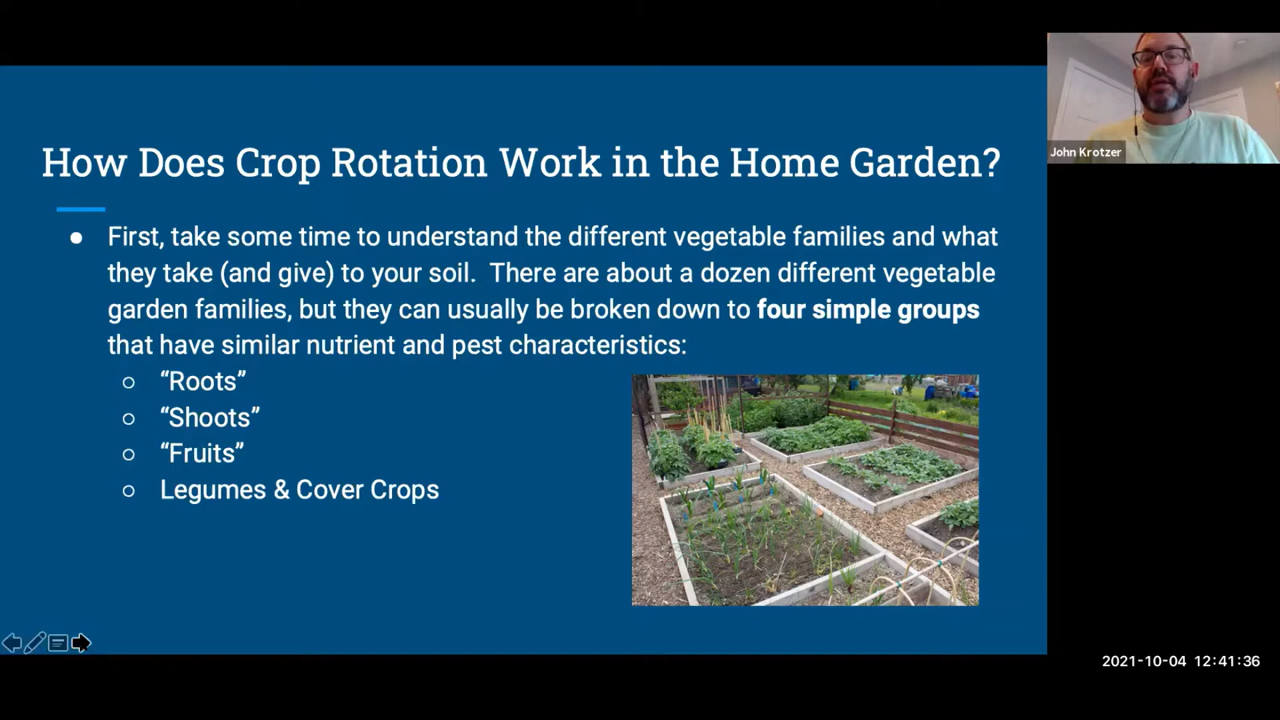 How Does Crop Rotation Work in the Home Garden?
● First, take some time to understand the different vegetable families and what
they take (and give) to your soil.  There are about a dozen different vegetable
garden families, but they can usually be broken down to four simple groups
that have similar nutrient and pest characteristics:
○ “Roots”
○ “Shoots”
○ “Fruits”
○ Legumes & Cover Crops
John Krotzer
2021-10-04 12:41:36